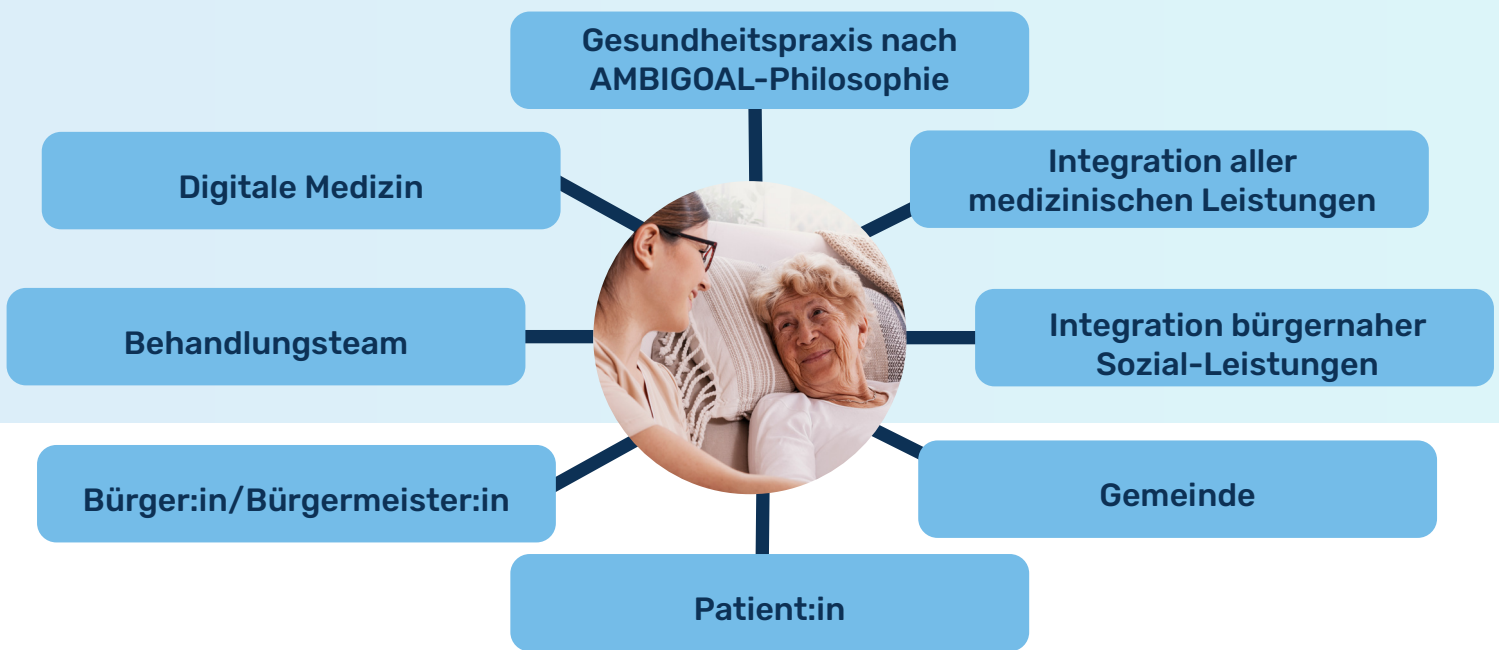 Gesundheitspraxis nach
AMBIGOAL-Philosophie
Digitale Medizin
Integration aller
medizinischen Leistungen
Behandlungsteam
Integration bürgernaher
Sozial-Leistungen
Bürger:in/Bürgermeister:in
Gemeinde
Patient:in